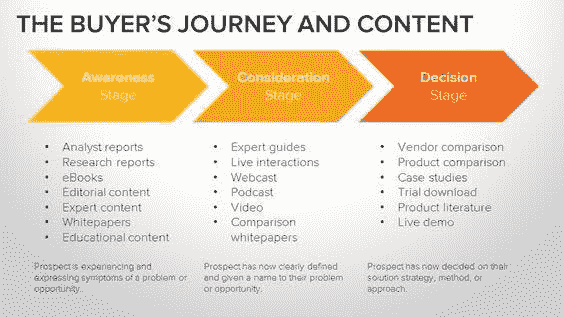 THE BUYER'S JOURNEY AND CONTENT
Awareness
Stage
Consideration
Stage
Decision
Stage
• Analyst reports
• Research reports
• eBooks
• Editorial content
• Expert content
• Whitepapers
• Educational content
• Expert guides
• Live interactions
• Webcast
• Podcast
• Video
• Comparison
whitepapers
• Vendor comparison
• Product comparison
• Case studies
• Trial download
• Product literature
• Live demo
Prospect is experiencing and
expressing symptoms of a problem or
opportunity.
Prospect has now clearly defined
and given a name to their problem
or opportunity.
Prospect has now decided on their
solution strategy, method, or
approach.